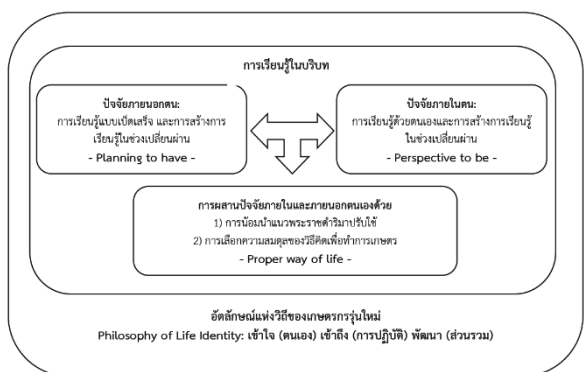 การเรียนรู้ในบริบท
ปัจจัยภายนอกตน:
การเรียนรู้แบบเบ็ดเสร็จ และการสร้างการ
เรียนรู้ในช่วงเปลี่ยนผ่าน
- Planning to have -
ปัจจัยภายในตน:
การเรียนรู้ด้วยตนเองและการสร้างการเรียนรู้
ในช่วงเปลี่ยนผ่าน
- Perspective to be -
การผสานปัจจัยภายในและภายนอกตนเองด้วย
1) การน้อมนำแนวพระราชดำริมาปรับใช้
2) การเลือกความสมดุลของวิธีคิดเพื่อทำการเกษตร
- Proper way of life -
อัตลักษณ์แห่งวิถีของเกษตรกรรุ่นใหม่
Philosophy of Life Identity: เข้าใจ (ตนเอง) เข้าถึง (การปฏิบัติ) พัฒนา (ส่วนรวม)